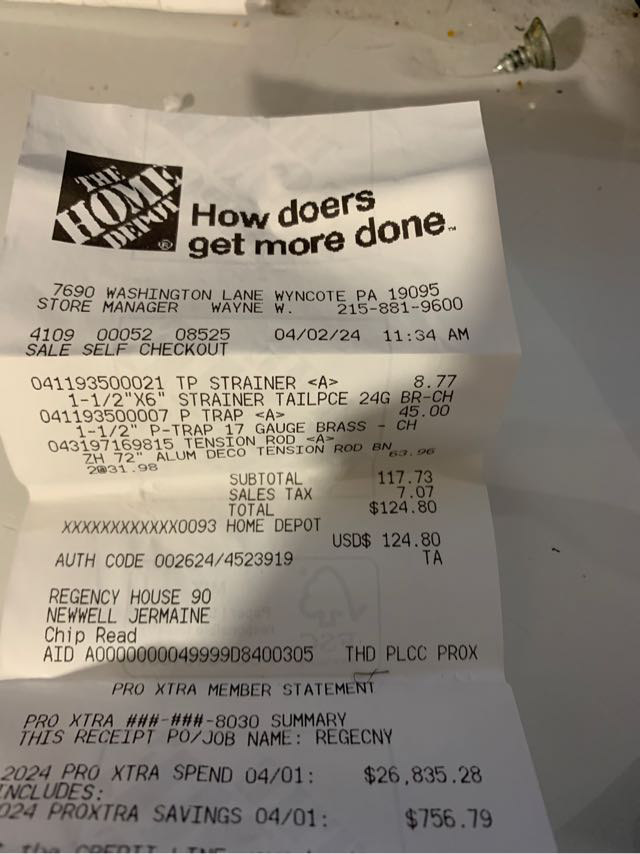 THE HOME DEPOT ®
How doers
get more done.™
7690 WASHINGTON LANE WYNCOTE PA 19095
STORE MANAGER WAYNE W. 215-881-9600
4109 00052 08525 04/02/24 11:34 AM
SALE SELF CHECKOUT
041193500021 TP STRAINER <A> 8.77
1-1/2"X6" STRAINER TAILPCE 24G BR-CH
041193500007 P TRAP <A> 45.00
1-1/2" P-TRAP 17 GAUGE BRASS - CH
043197169815 TENSION ROD <A>
ZH 72" ALUM DECO TENSION ROD BN
2@31.98 63.96
SUBTOTAL 117.73
SALES TAX 7.07
TOTAL $124.80
XXXXXXXXXXXX0093 HOME DEPOT
USD$ 124.80
AUTH CODE 002624/4523919 TA
REGENCY HOUSE 90
NEWWELL JERMAINE
Chip Read
AID A0000000049999D8400305 THD PLCC PROX
PRO XTRA MEMBER STATEMENT
PRO XTRA ###-###-8030 SUMMARY
THIS RECEIPT PO/JOB NAME: REGECNY
2024 PRO XTRA SPEND 04/01: $26,835.28
INCLUDES:
024 PROXTRA SAVINGS 04/01: $756.79
the CREDIT LINE